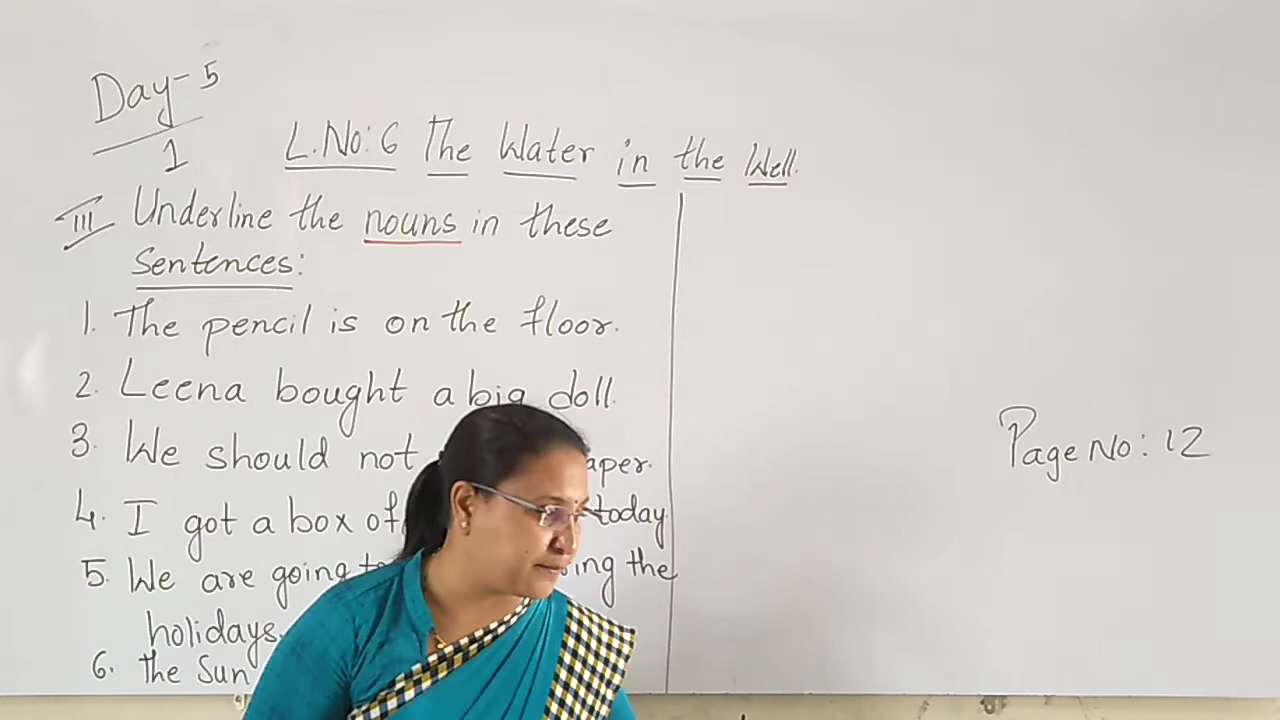 Day-5
1
L.No: 6 The Water in the Well.
III Underline the nouns in these
Sentences:
1. The pencil is on the floor.
2. Leena bought a big doll.
3. We should not
4. I got a box of today.
5. We are going the
holidays.
6. the Sun
Page No: 12